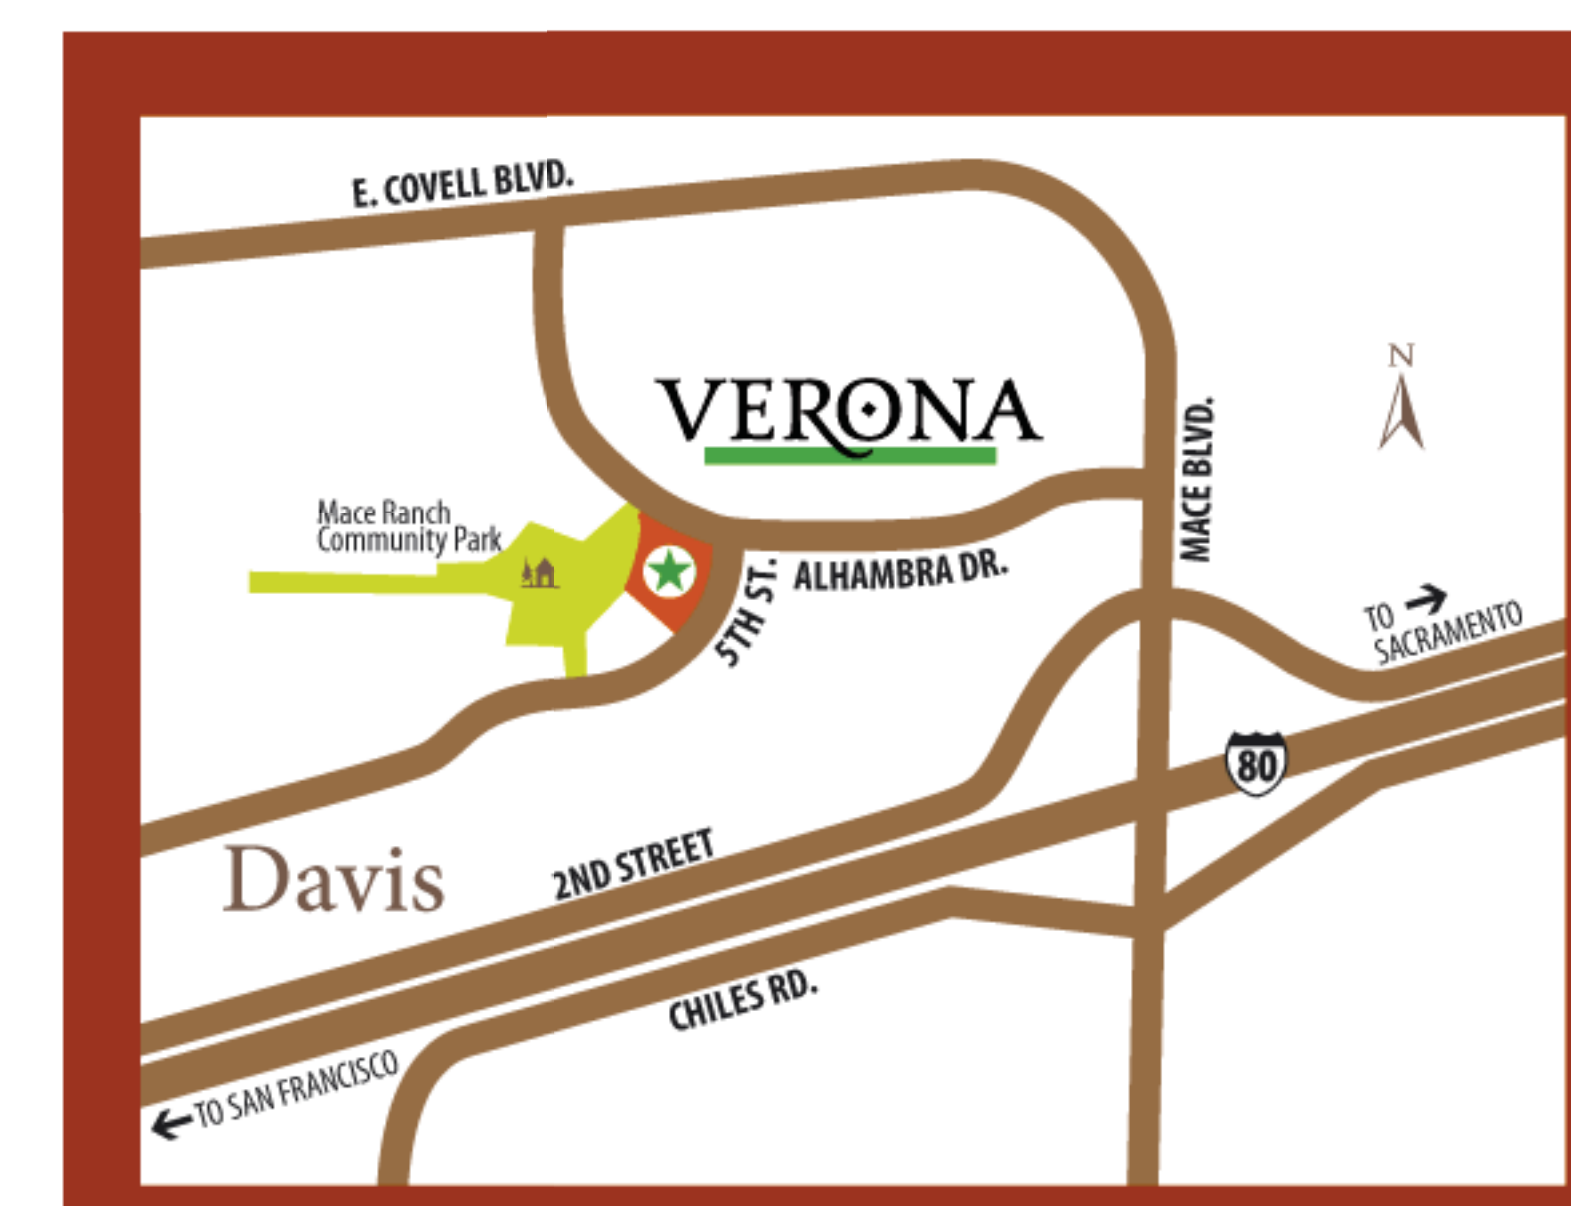 E. COVELL BLVD.
N
VERONA
MACE BLVD.
Mace Ranch
Community Park
ALHAMBRA DR.
5TH ST.
TO
SACRAMENTO
80
2ND STREET
Davis
CHILES RD.
TO SAN FRANCISCO